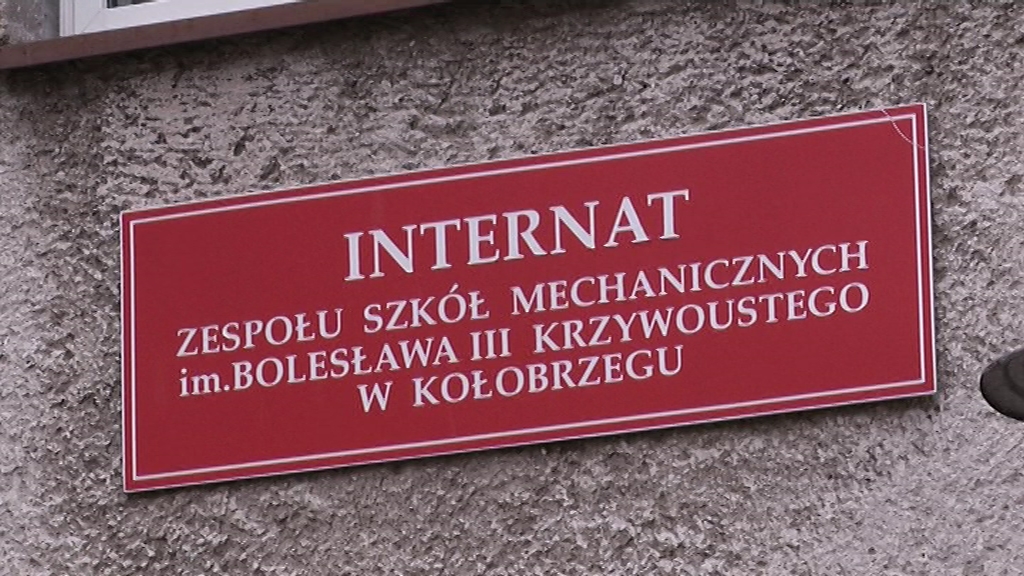 INTERNAT
ZESPOŁU SZKÓŁ MECHANICZNYCH
im.BOLESŁAWA III KRZYWOUSTEGO
W KOŁOBRZEGU